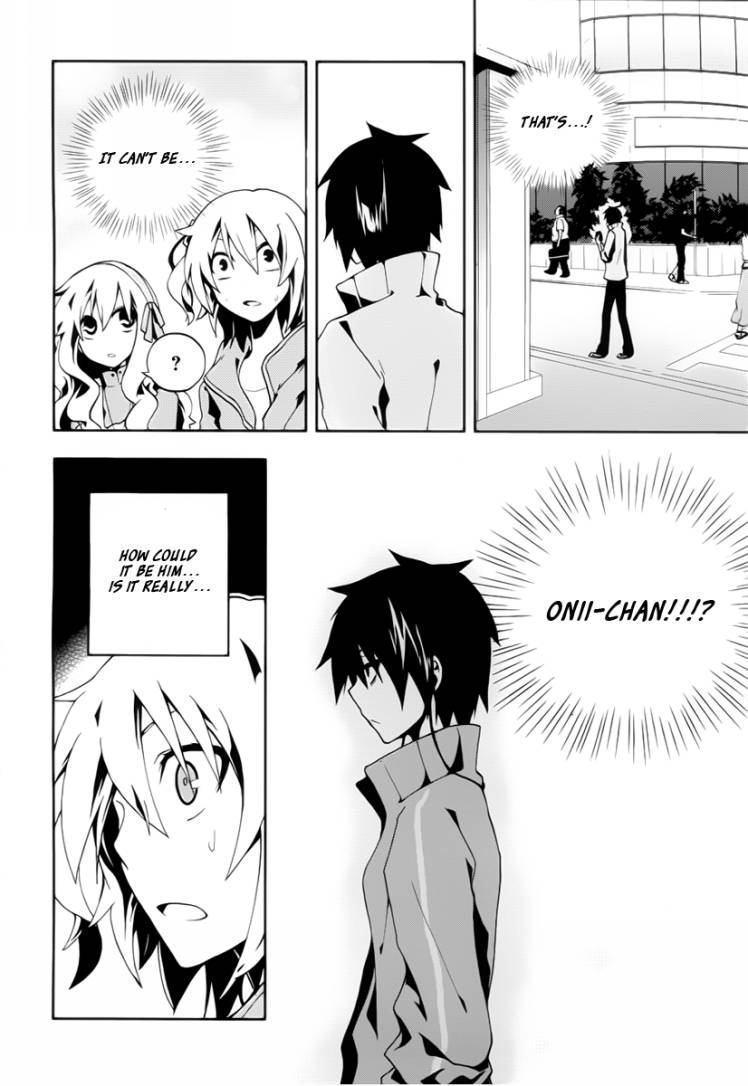 THAT'S...!
IT CAN'T BE...
?
ONII-CHAN!!!?
HOW COULD
IT BE HIM...
IS IT REALLY...